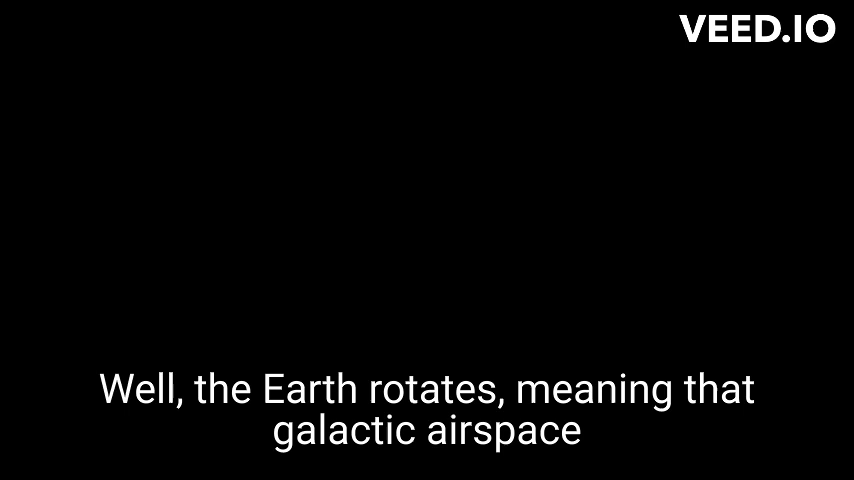 VEED.IO
Well, the Earth rotates, meaning that
galactic airspace